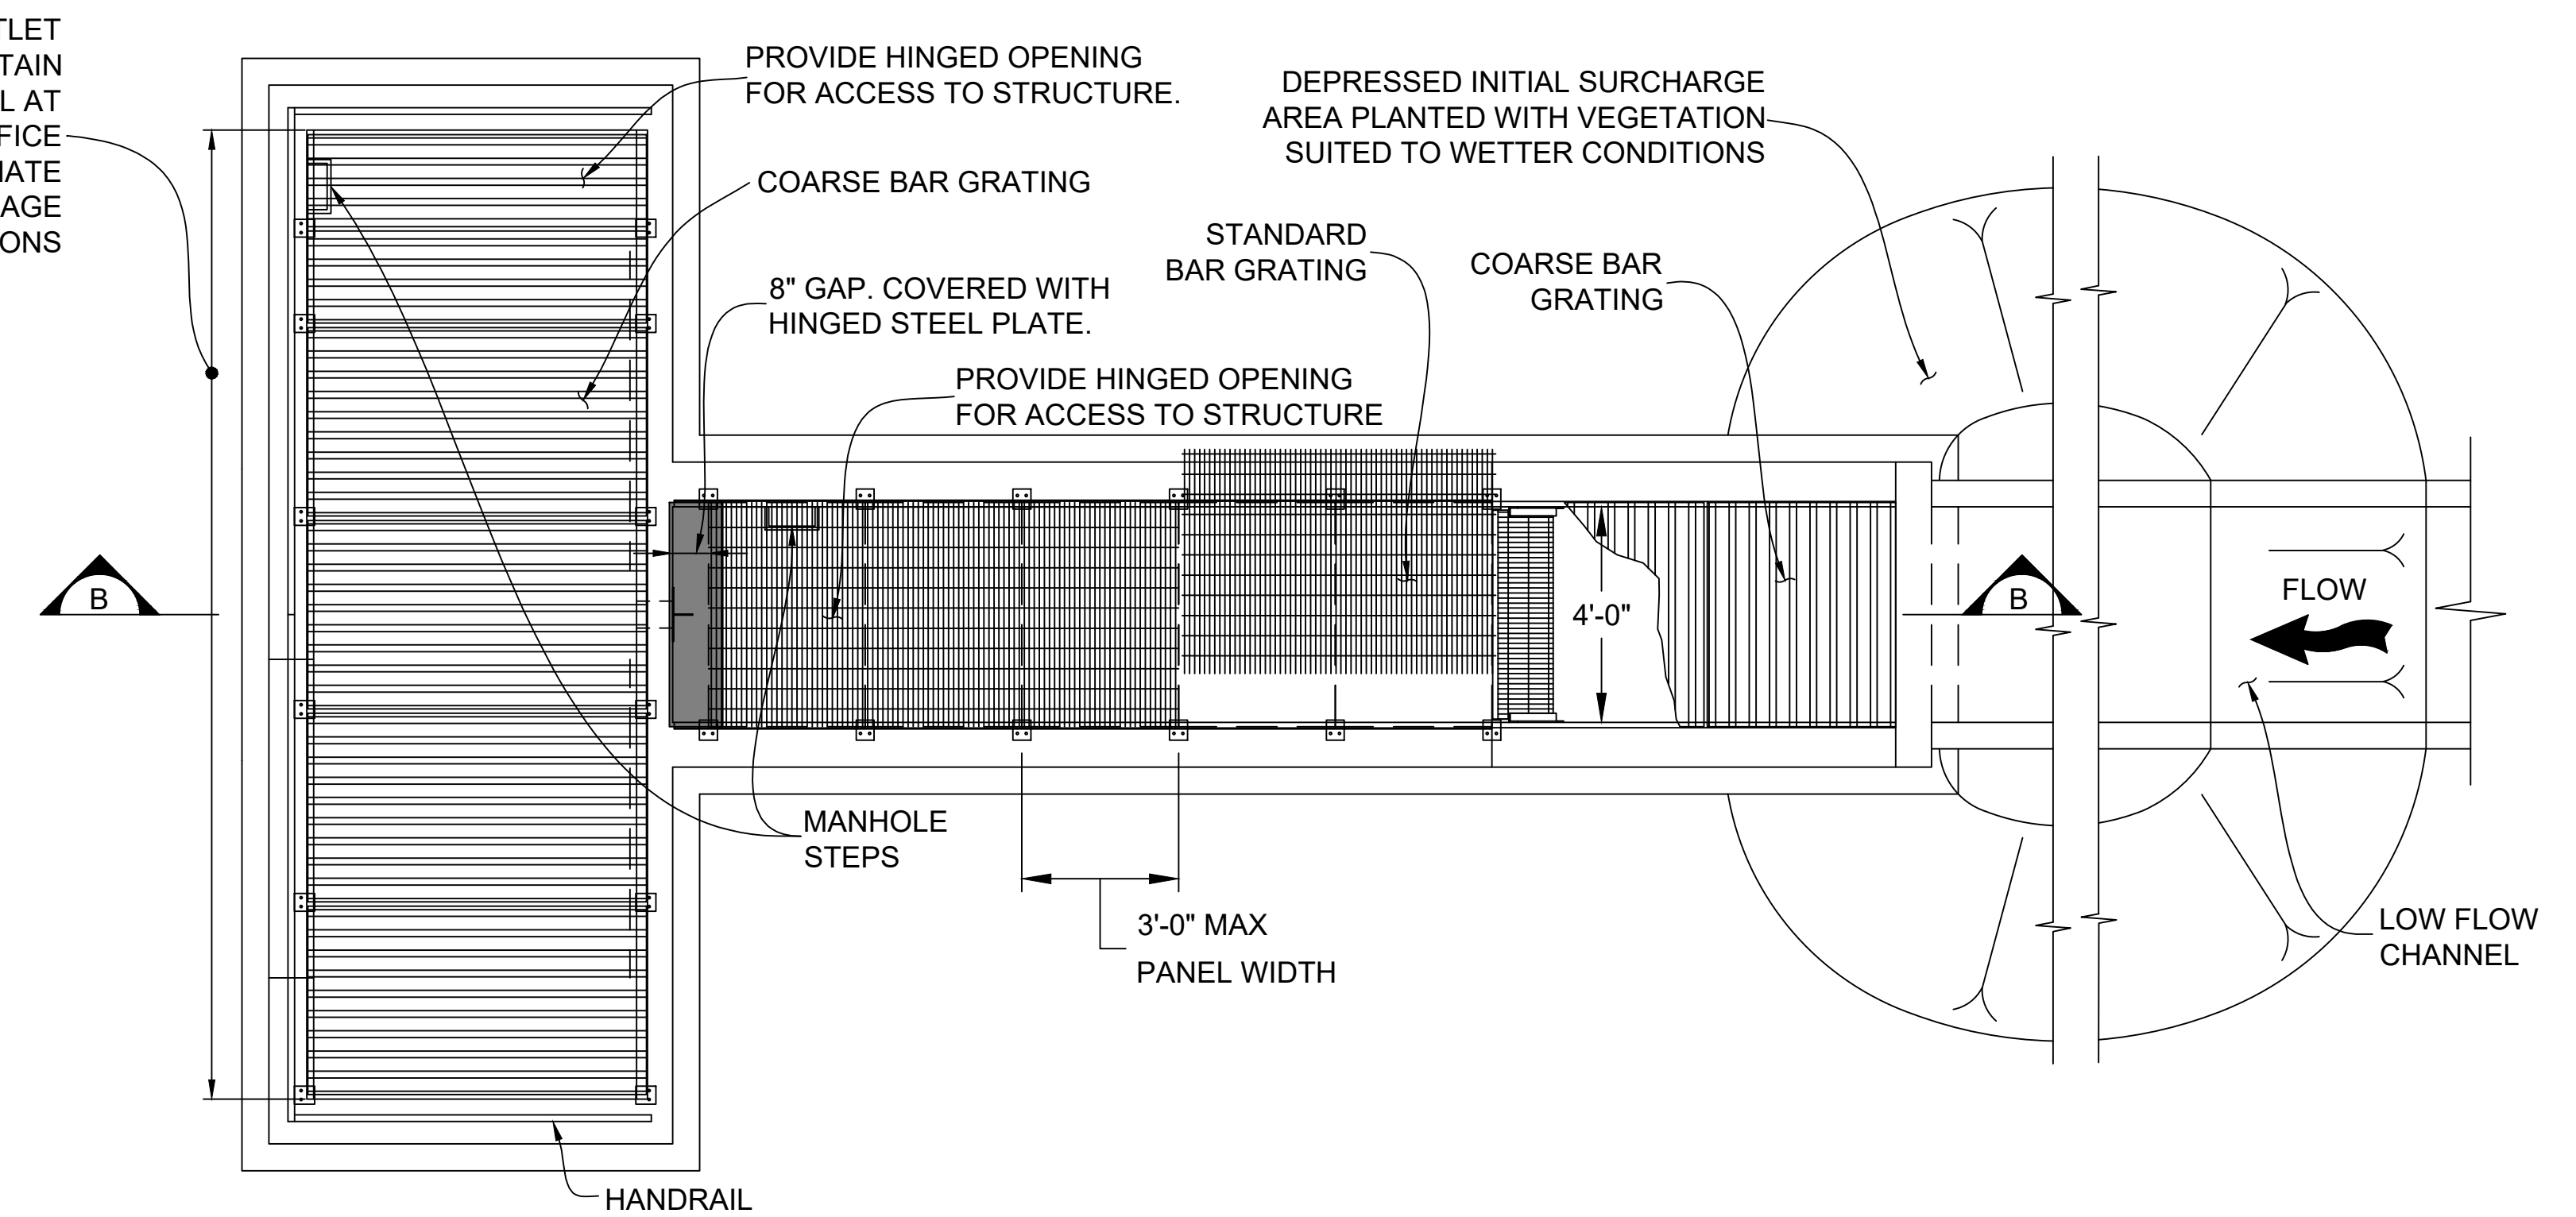 TLET
TAIN
L AT
FICE
IATE
AGE
ONS
PROVIDE HINGED OPENING
FOR ACCESS TO STRUCTURE.
COARSE BAR GRATING
8" GAP. COVERED WITH
HINGED STEEL PLATE.
PROVIDE HINGED OPENING
FOR ACCESS TO STRUCTURE
STANDARD
BAR GRATING
DEPRESSED INITIAL SURCHARGE
AREA PLANTED WITH VEGETATION
SUITED TO WETTER CONDITIONS
COARSE BAR
GRATING
B
4'-0"
B
FLOW
MANHOLE
STEPS
3'-0" MAX
PANEL WIDTH
LOW FLOW
CHANNEL
HANDRAIL